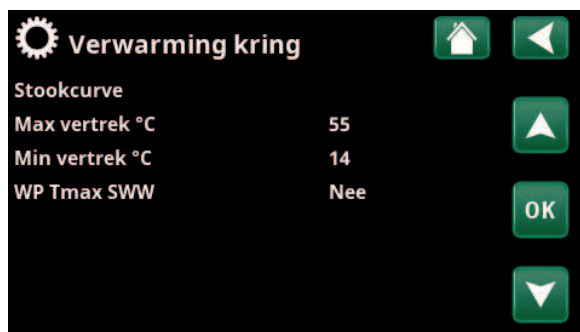 Verwarming kring
Stookcurve
Max vertrek °C 55
Min vertrek °C 14
WP Tmax SWW Nee
OK